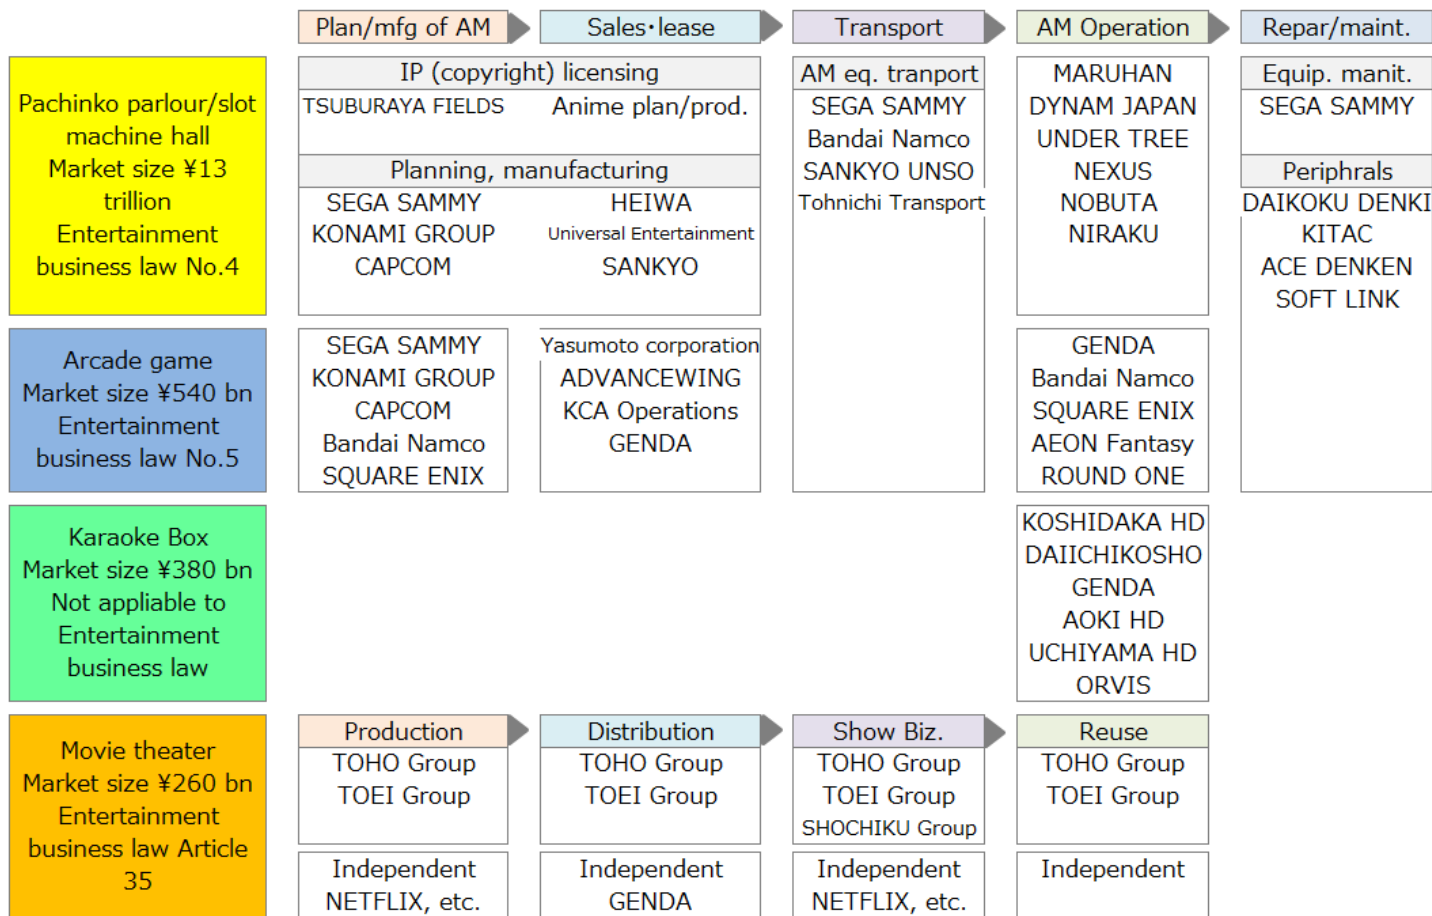 Plan/mfg of AM
Sales･lease
Transport
AM Operation
Repar/maint.
Pachinko parlour/slot
machine hall
Market size ¥13
trillion
Entertainment
business law No.4
IP (copyright) licensing
TSUBURAYA FIELDS
Anime plan/prod.
Planning, manufacturing
SEGA SAMMY
HEIWA
KONAMI GROUP
Universal Entertainment
CAPCOM
SANKYO
AM eq. tranport
SEGA SAMMY
Bandai Namco
SANKYO UNSO
Tohnichi Transport
MARUHAN
DYNAM JAPAN
UNDER TREE
NEXUS
NOBUTA
NIRAKU
Equip. manit.
SEGA SAMMY
Periphrals
DAIKOKU DENKI
KITAC
ACE DENKEN
SOFT LINK
Arcade game
Market size ¥540 bn
Entertainment
business law No.5
SEGA SAMMY
KONAMI GROUP
CAPCOM
Bandai Namco
SQUARE ENIX
Yasumoto corporation
ADVANCEWING
KCA Operations
GENDA
GENDA
Bandai Namco
SQUARE ENIX
AEON Fantasy
ROUND ONE
Karaoke Box
Market size ¥380 bn
Not appliable to
Entertainment
business law
KOSHIDAKA HD
DAIICHIKOSHO
GENDA
AOKI HD
UCHIYAMA HD
ORVIS
Movie theater
Market size ¥260 bn
Entertainment
business law Article
35
Production
Distribution
Show Biz.
Reuse
TOHO Group
TOEI Group
TOHO Group
TOEI Group
TOHO Group
TOEI Group
SHOCHIKU Group
TOHO Group
TOEI Group
Independent
NETFLIX, etc.
Independent
GENDA
Independent
NETFLIX, etc.
Independent